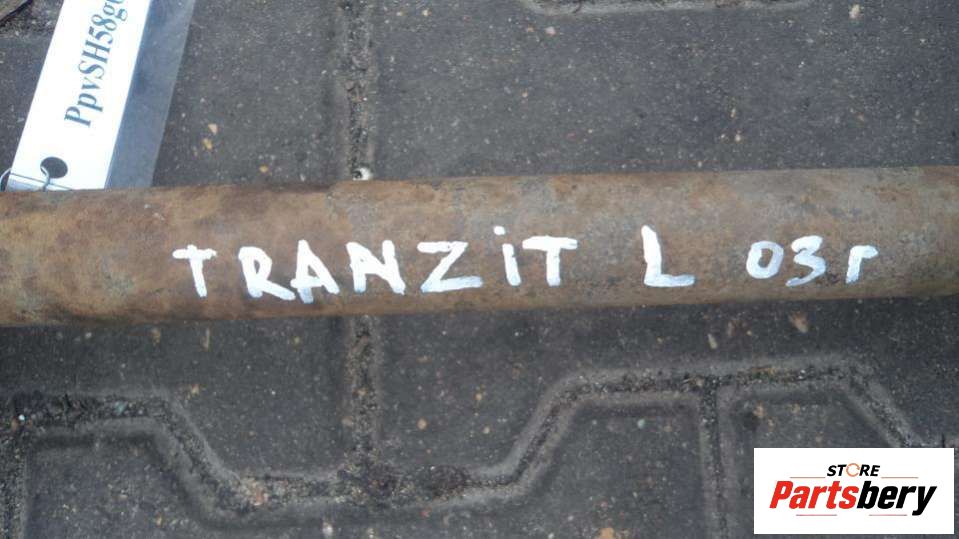 PpvSH58g
TRANZiT L 03г
STORE
Partsbery